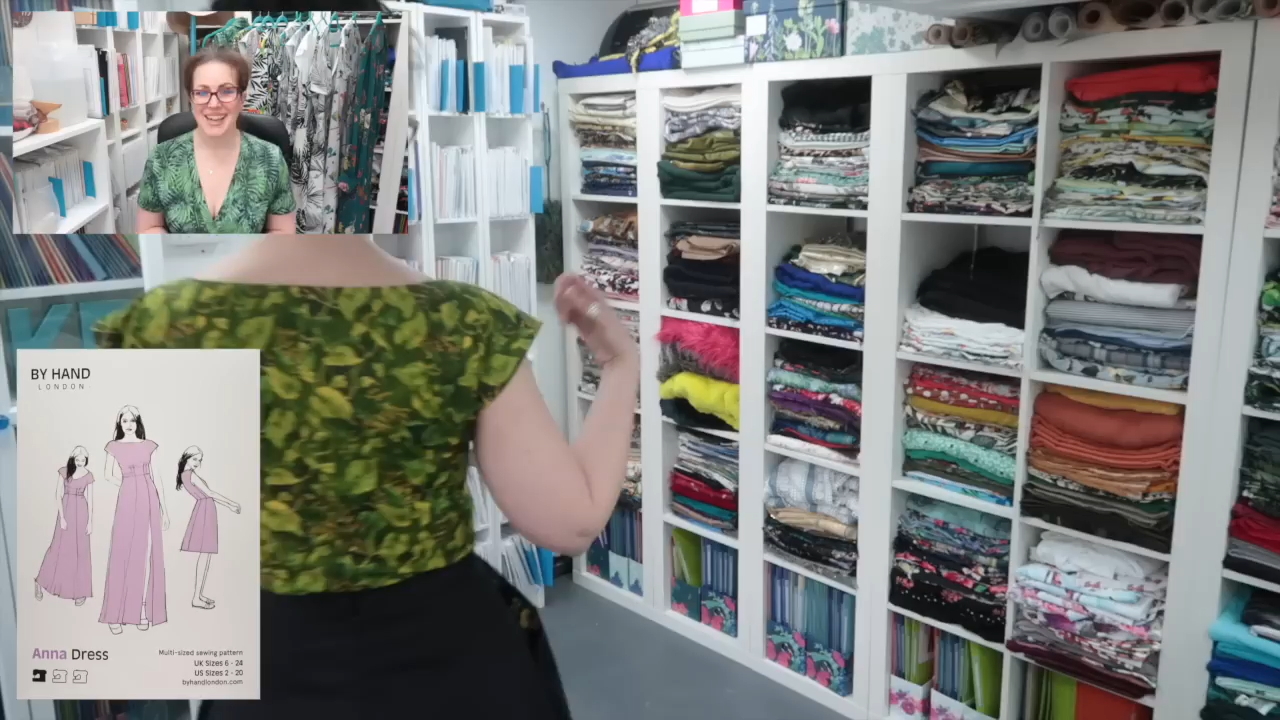 BY HAND
LONDON
Anna Dress
Multi-sized sewing pattern
UK Sizes 6 - 24
US Sizes 2 - 20
byhandlondon.com